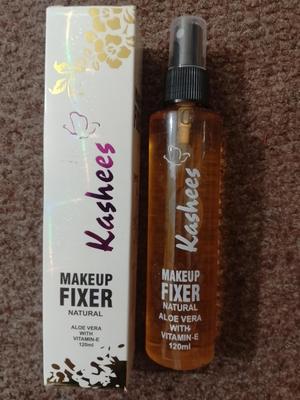 Kashees
MAKEUP
FIXER
NATURAL
ALOE VERA
WITH
VITAMIN-E
120ml
Kashees
MAKEUP
FIXER
NATURAL
ALOE VERA
WITH
VITAMIN-E
120ml